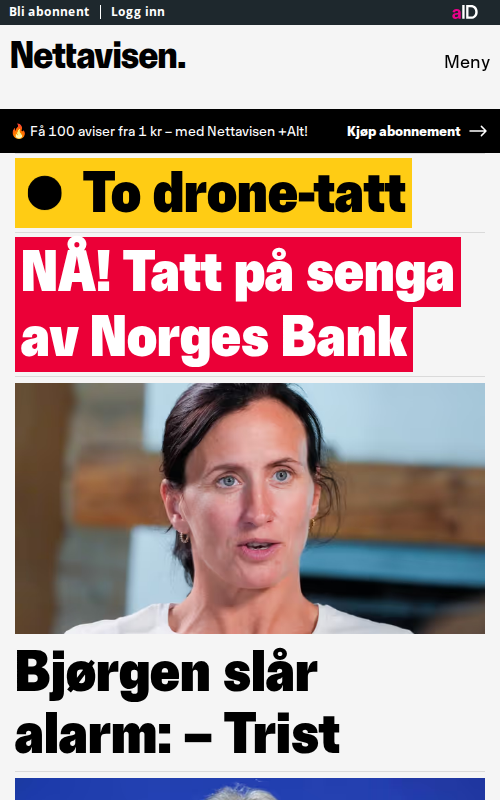 Bli abonnent | Logg inn
aID
Nettavisen.
Meny
🔥 Få 100 aviser fra 1 kr – med Nettavisen +Alt!
Kjøp abonnement →
● To drone-tatt
NÅ! Tatt på senga
av Norges Bank
Bjørgen slår
alarm: – Trist